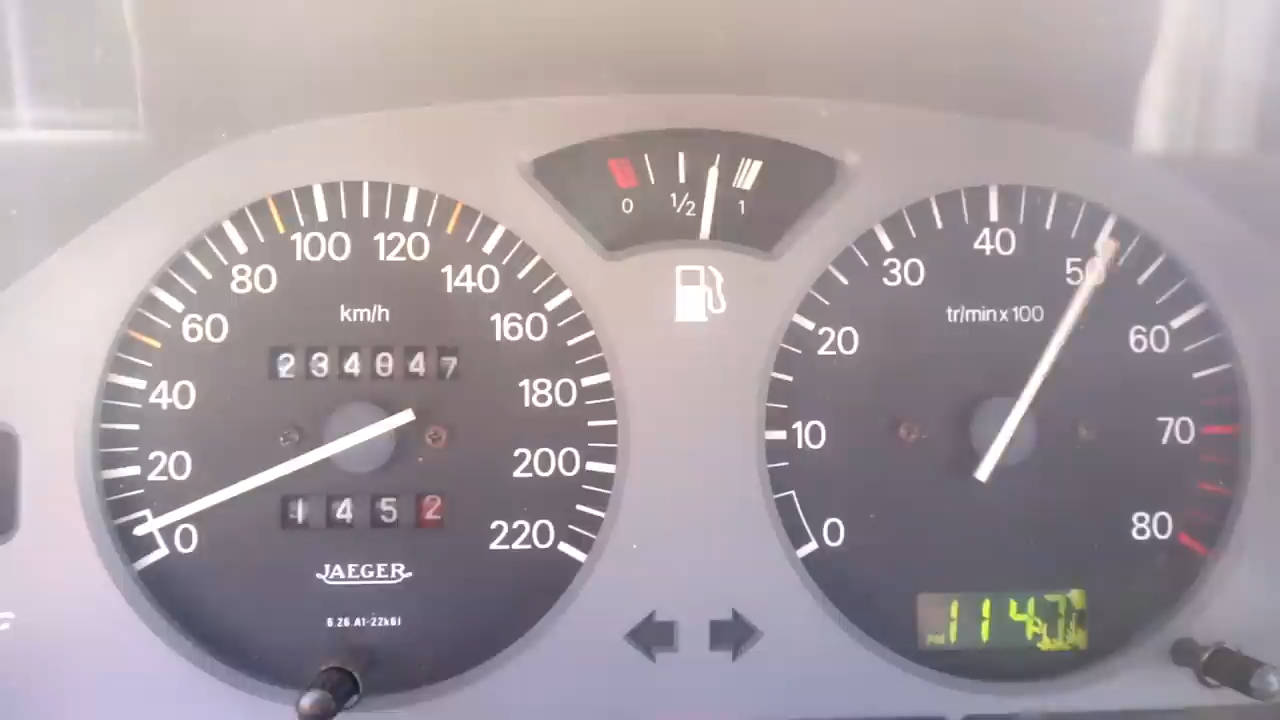 0 1/2 1
0 20 40 60 80 100 120 140 160 180 200 220
km/h
234047
1452
JAEGER
0 10 20 30 40 50 60 70 80
tr/min x 100